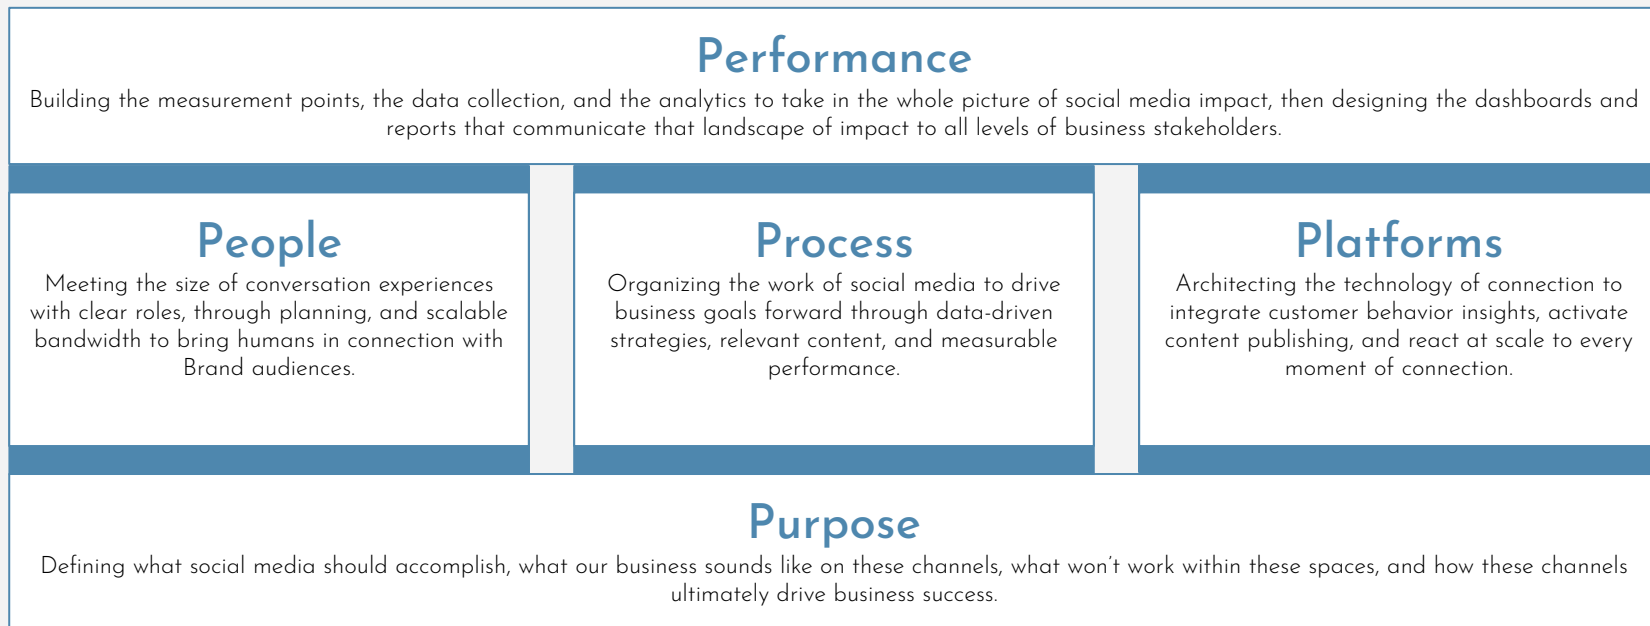 Performance
Building the measurement points, the data collection, and the analytics to take in the whole picture of social media impact, then designing the dashboards and
reports that communicate that landscape of impact to all levels of business stakeholders.
People
Meeting the size of conversation experiences
with clear roles, through planning, and scalable
bandwidth to bring humans in connection with
Brand audiences.
Process
Organizing the work of social media to drive
business goals forward through data-driven
strategies, relevant content, and measurable
performance.
Platforms
Architecting the technology of connection to
integrate customer behavior insights, activate
content publishing, and react at scale to every
moment of connection.
Purpose
Defining what social media should accomplish, what our business sounds like on these channels, what won't work within these spaces, and how these channels
ultimately drive business success.